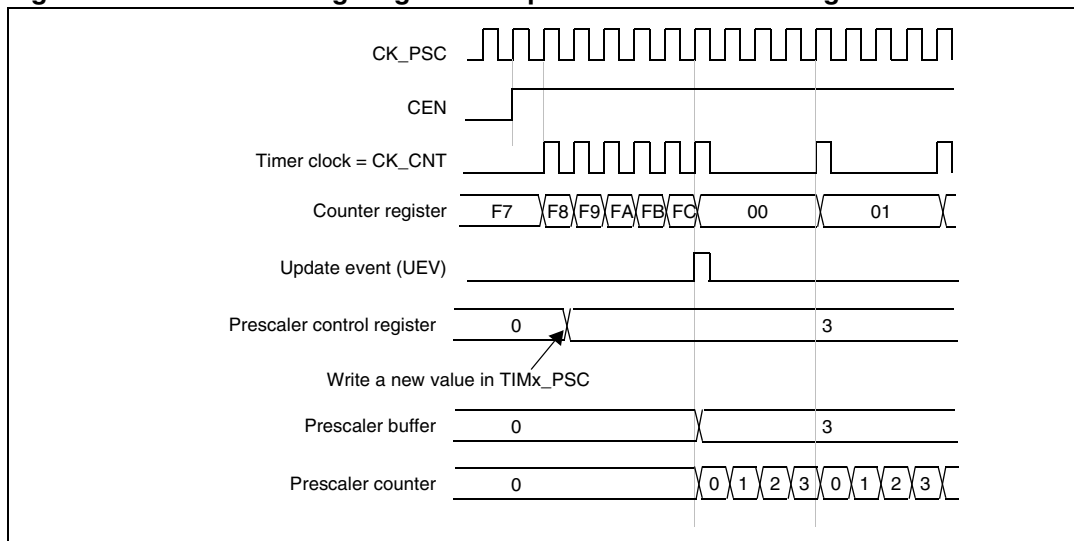 CK_PSC
CEN
Timer clock = CK_CNT
Counter register F7 F8 F9 FA FB FC 00 01
Update event (UEV)
Prescaler control register 0 3
Write a new value in TIMx_PSC
Prescaler buffer 0 3
Prescaler counter 0 0 1 2 3 0 1 2 3